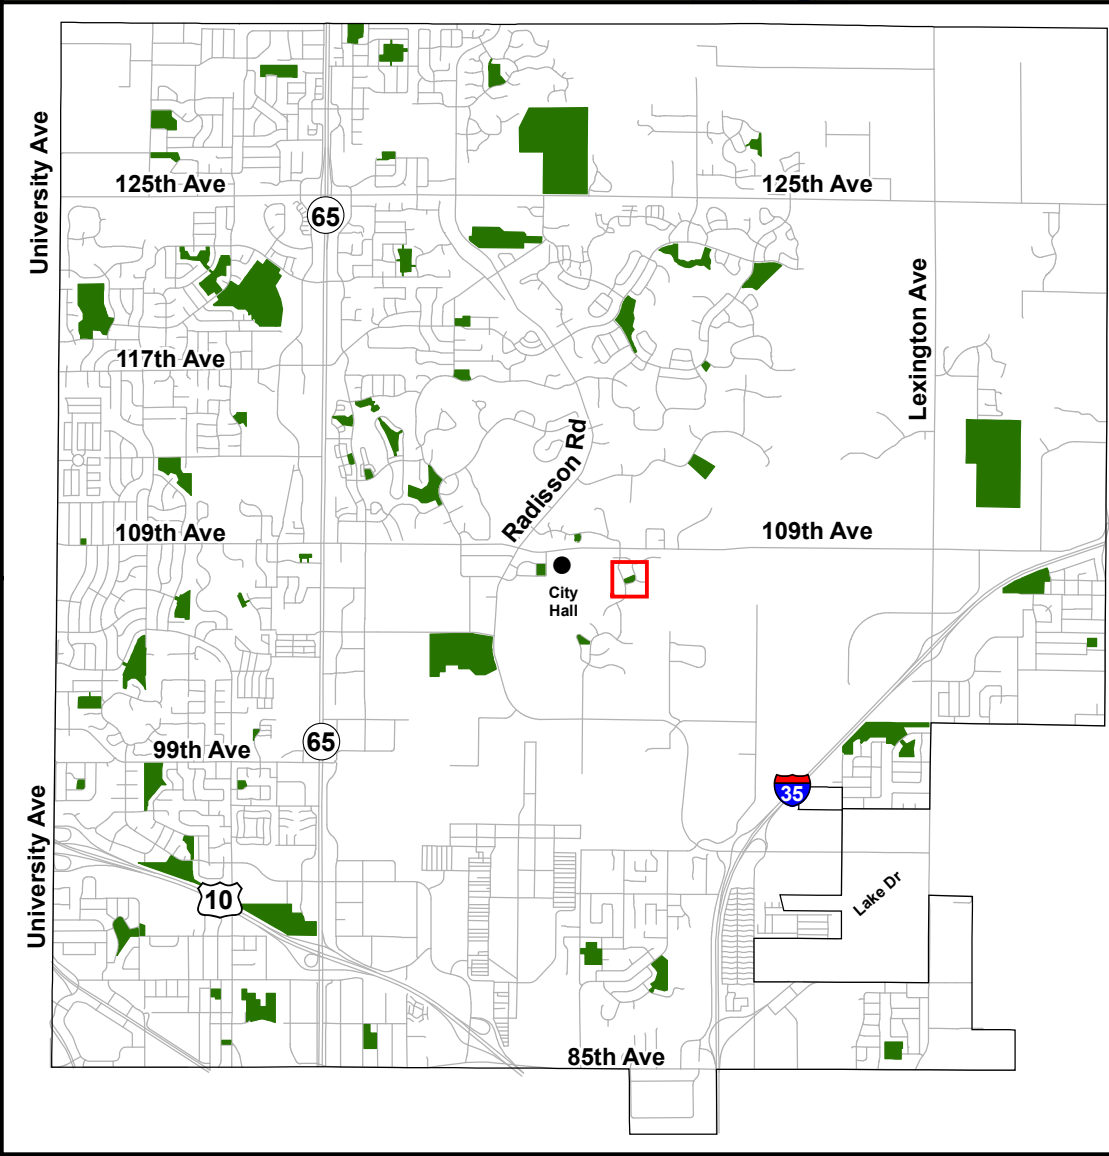 University Ave
125th Ave
125th Ave
65
117th Ave
Lexington Ave
Radisson Rd
109th Ave
109th Ave
City
Hall
99th Ave
65
35
University Ave
10
Lake Dr
85th Ave